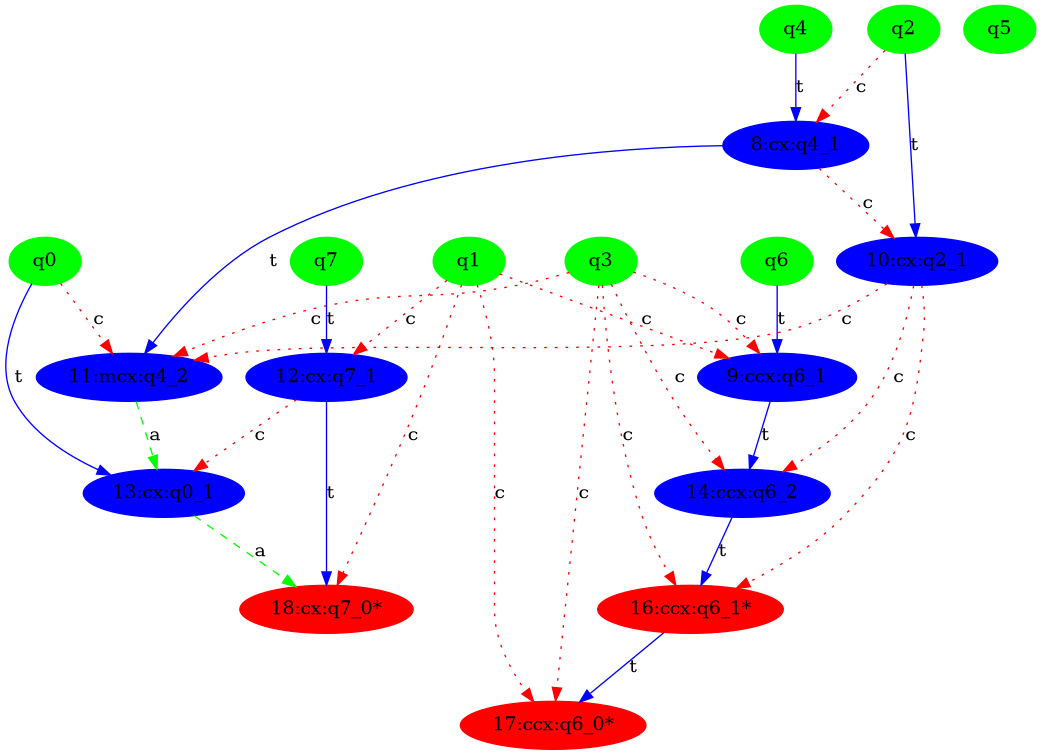 q4
q2
q5
t
c
8:cx:q4_1
t
c
q0
q7
q1
q3
q6
10:cx:q2_1
t
c
t
c
c
t
c
c
t
c
11:mcx:q4_2
12:cx:q7_1
9:ccx:q6_1
t
a
c
c
c
t
c
c
13:cx:q0_1
14:ccx:q6_2
a
t
c
c
c
t
18:cx:q7_0*
16:ccx:q6_1*
t
17:ccx:q6_0*